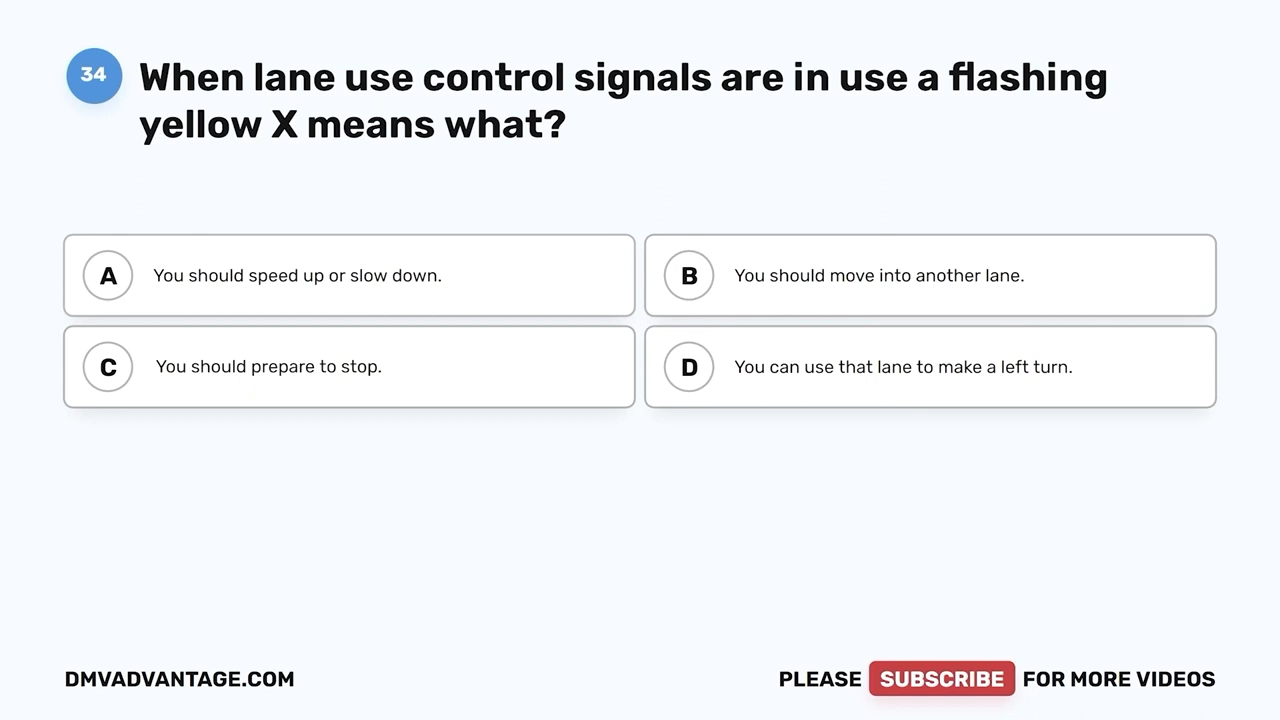 34
When lane use control signals are in use a flashing
yellow X means what?
A You should speed up or slow down.
B You should move into another lane.
C You should prepare to stop.
D You can use that lane to make a left turn.
DMVADVANTAGE.COM
PLEASE SUBSCRIBE FOR MORE VIDEOS